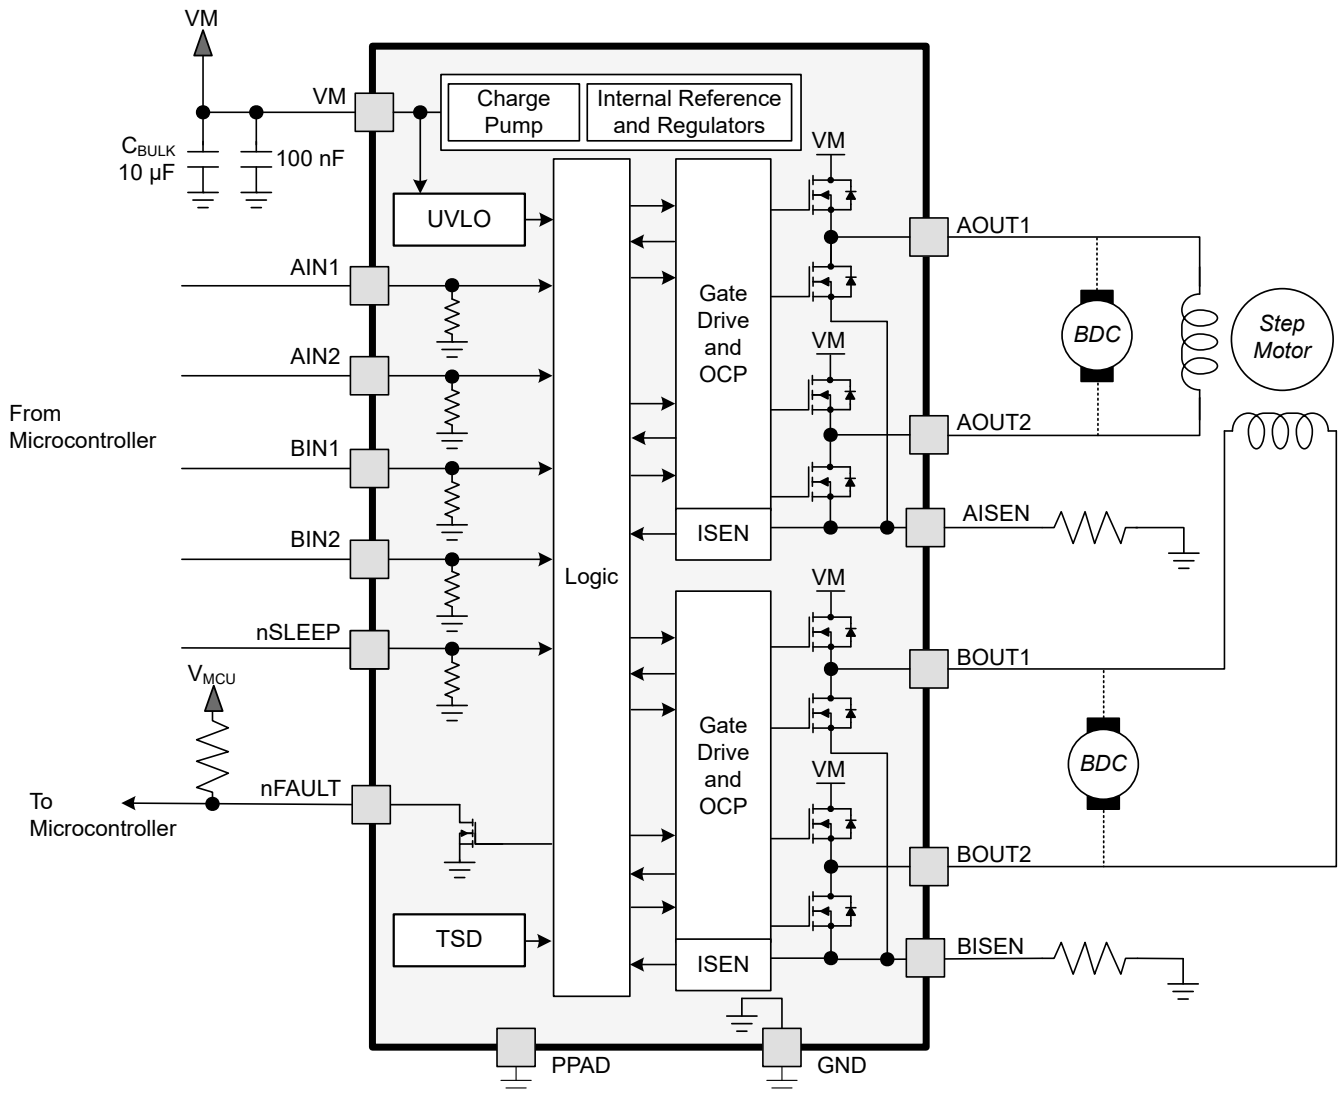 VM
VM
C_BULK
10 µF
100 nF
Charge
Pump
Internal Reference
and Regulators
UVLO
AIN1
AIN2
From
Microcontroller
BIN1
BIN2
nSLEEP
V_MCU
nFAULT
To
Microcontroller
TSD
Logic
Gate
Drive
and
OCP
ISEN
Gate
Drive
and
OCP
ISEN
VM
VM
VM
VM
AOUT1
BDC
Step
Motor
AOUT2
AISEN
BOUT1
BDC
BOUT2
BISEN
PPAD
GND